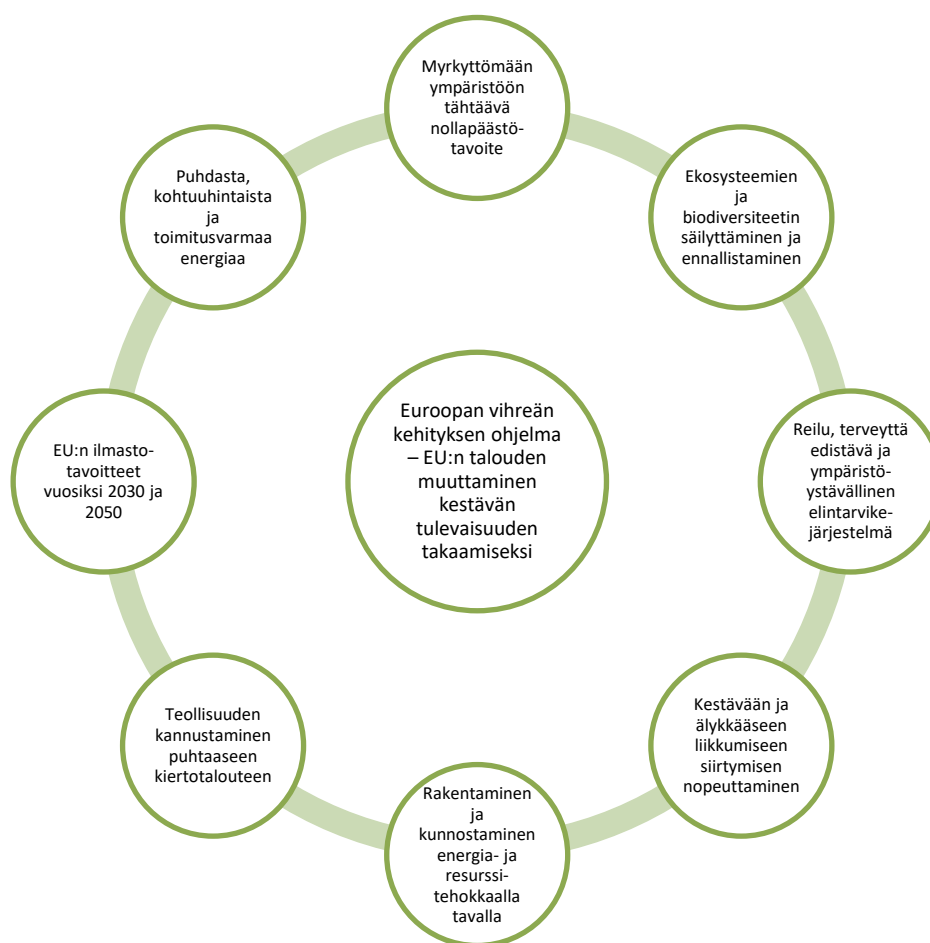 Myrkyttömään
ympäristöön
tähtäävä
nollapäästö-
tavoite
Ekosysteemien
ja
biodiversiteetin
säilyttäminen ja
ennallistaminen
Reilu, terveyttä
edistävä ja
ympäristö-
ystävällinen
elintarvike-
järjestelmä
Kestävään ja
älykkääseen
liikkumiseen
siirtymisen
nopeuttaminen
Rakentaminen
ja
kunnostaminen
energia- ja
resurssi-
tehokkaalla
tavalla
Teollisuuden
kannustaminen
puhtaaseen
kiertotalouteen
EU:n ilmasto-
tavoitteet
vuosiksi 2030 ja
2050
Puhdasta,
kohtuuhintaista
ja
toimitusvarmaa
energiaa
Euroopan vihreän
kehityksen ohjelma
– EU:n talouden
muuttaminen
kestävän
tulevaisuuden
takaamiseksi